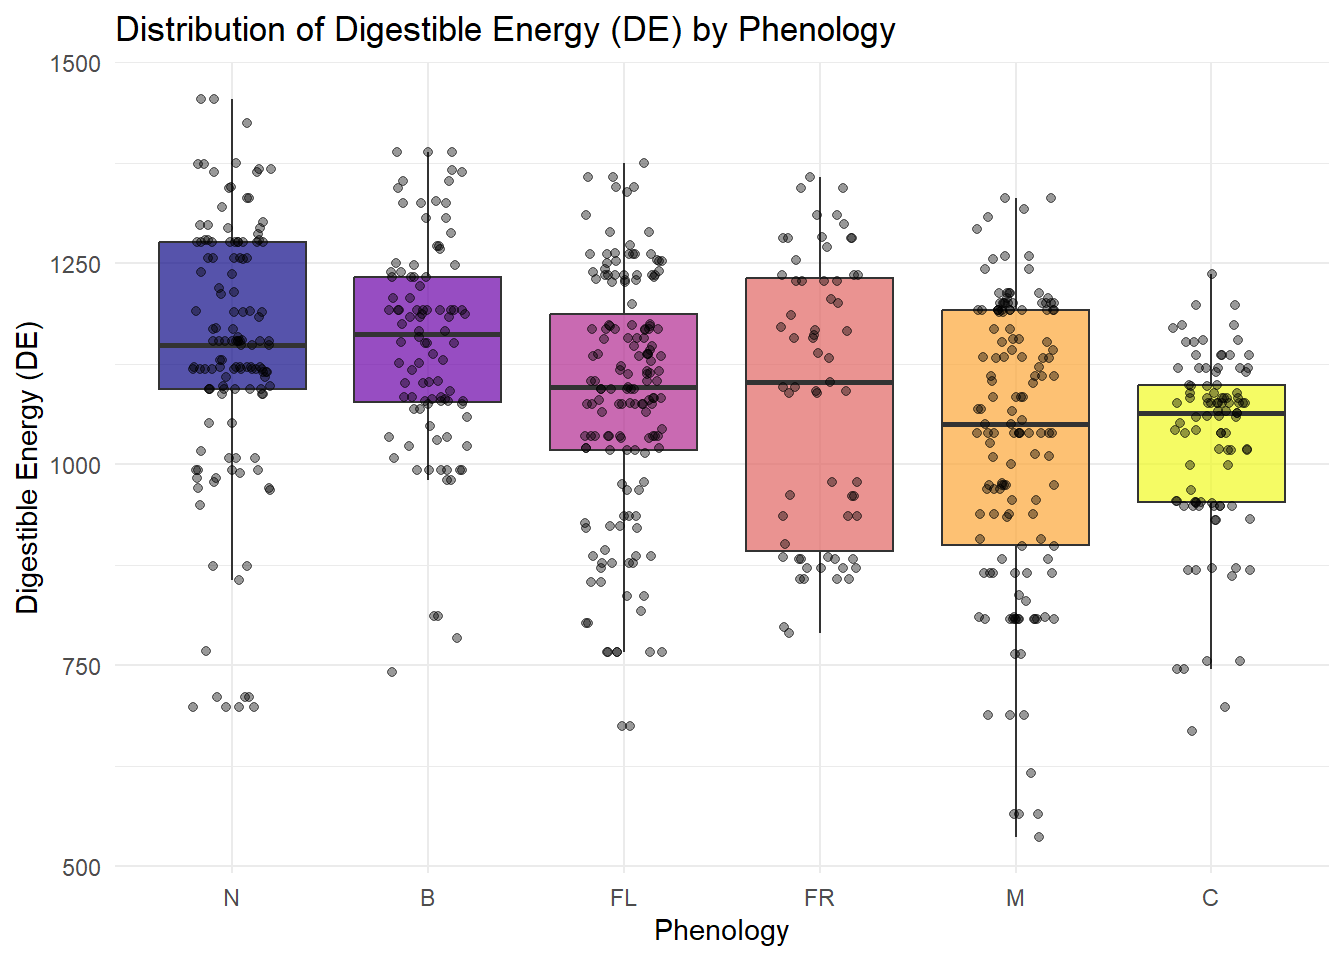 Distribution of Digestible Energy (DE) by Phenology
1500
1250
1000
750
500
Digestible Energy (DE)
N B FL FR M C
Phenology